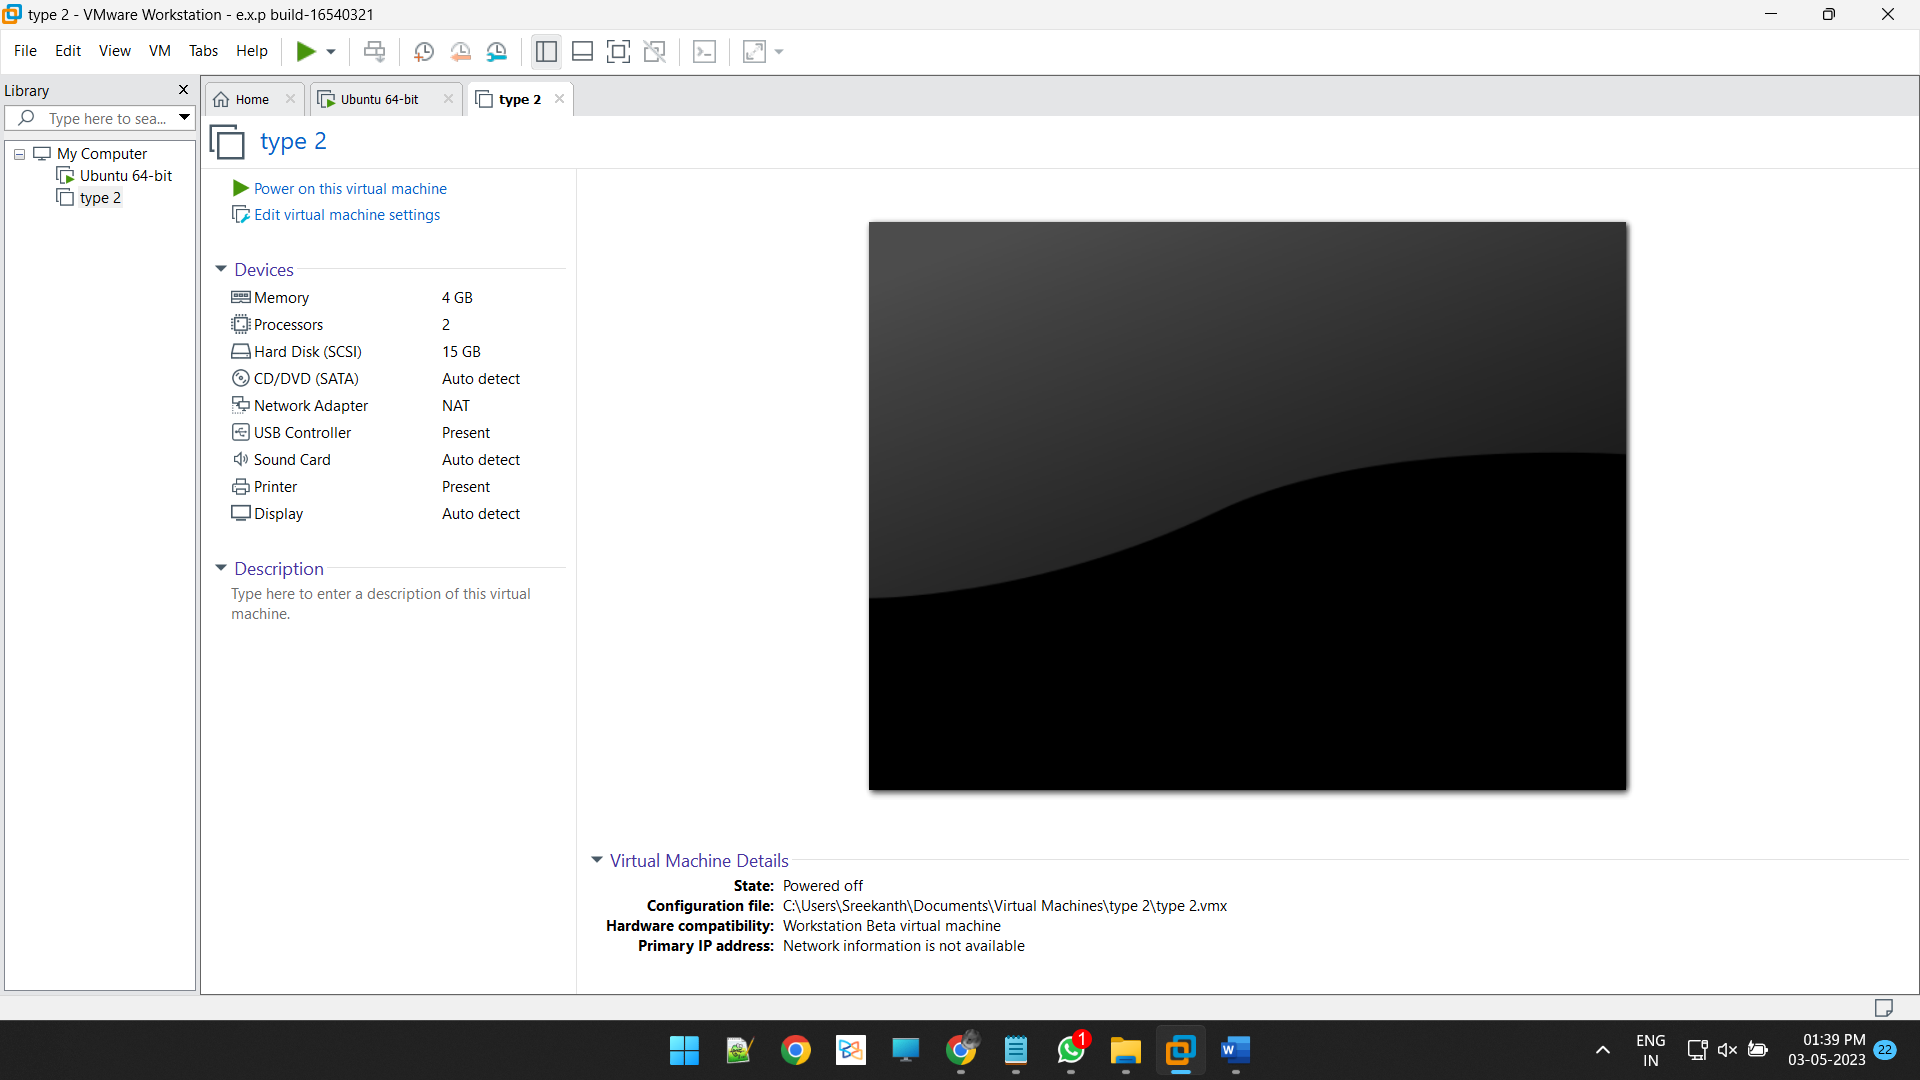 type 2 - VMware Workstation - e.x.p build-16540321
File Edit View VM Tabs Help
Library
Type here to sea...
My Computer
Ubuntu 64-bit
type 2
Home
Ubuntu 64-bit
type 2
type 2
Power on this virtual machine
Edit virtual machine settings
Devices
Memory 4 GB
Processors 2
Hard Disk (SCSI) 15 GB
CD/DVD (SATA) Auto detect
Network Adapter NAT
USB Controller Present
Sound Card Auto detect
Printer Present
Display Auto detect
Description
Type here to enter a description of this virtual
machine.
Virtual Machine Details
State: Powered off
Configuration file: C:\Users\Sreekanth\Documents\Virtual Machines\type 2\type 2.vmx
Hardware compatibility: Workstation Beta virtual machine
Primary IP address: Network information is not available
1
W
ENG
IN
01:39 PM
03-05-2023
22